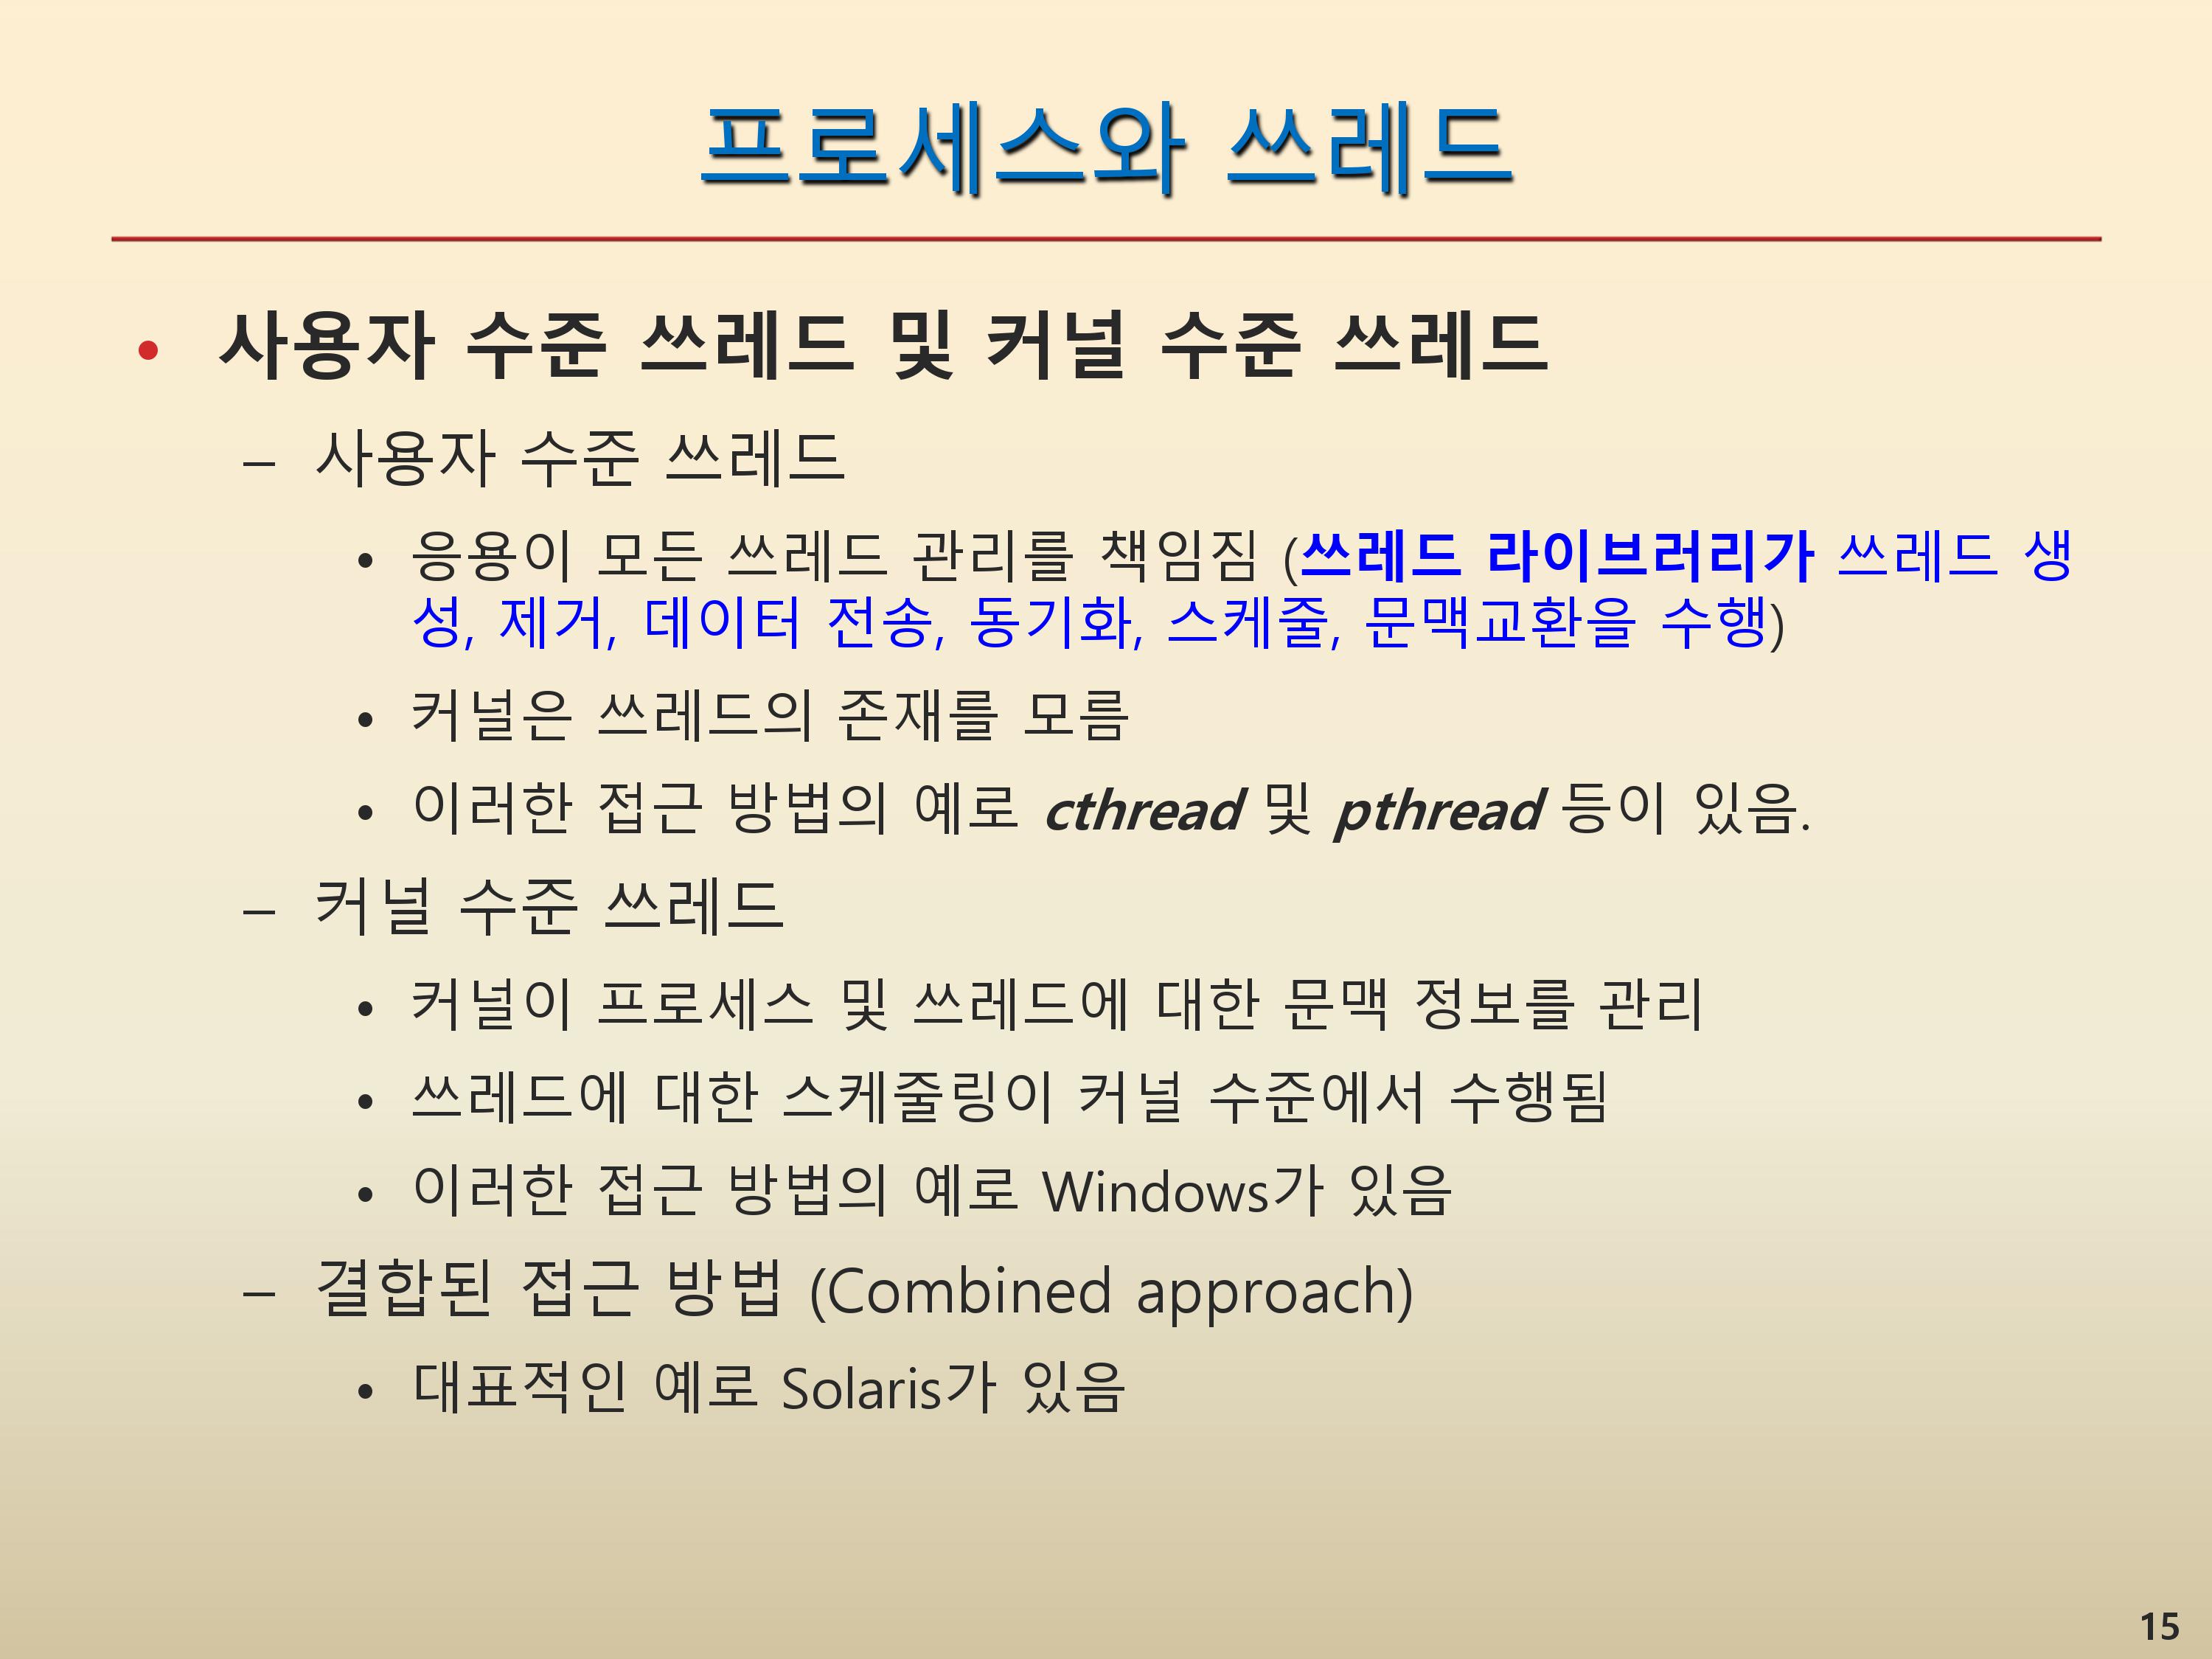 프로세스와 쓰레드
• 사용자 수준 쓰레드 및 커널 수준 쓰레드
– 사용자 수준 쓰레드
• 응용이 모든 쓰레드 관리를 책임짐 (쓰레드 라이브러리가 쓰레드 생
성, 제거, 데이터 전송, 동기화, 스케줄, 문맥교환을 수행)
• 커널은 쓰레드의 존재를 모름
• 이러한 접근 방법의 예로 cthread 및 pthread 등이 있음.
– 커널 수준 쓰레드
• 커널이 프로세스 및 쓰레드에 대한 문맥 정보를 관리
• 쓰레드에 대한 스케줄링이 커널 수준에서 수행됨
• 이러한 접근 방법의 예로 Windows가 있음
– 결합된 접근 방법 (Combined approach)
• 대표적인 예로 Solaris가 있음
15